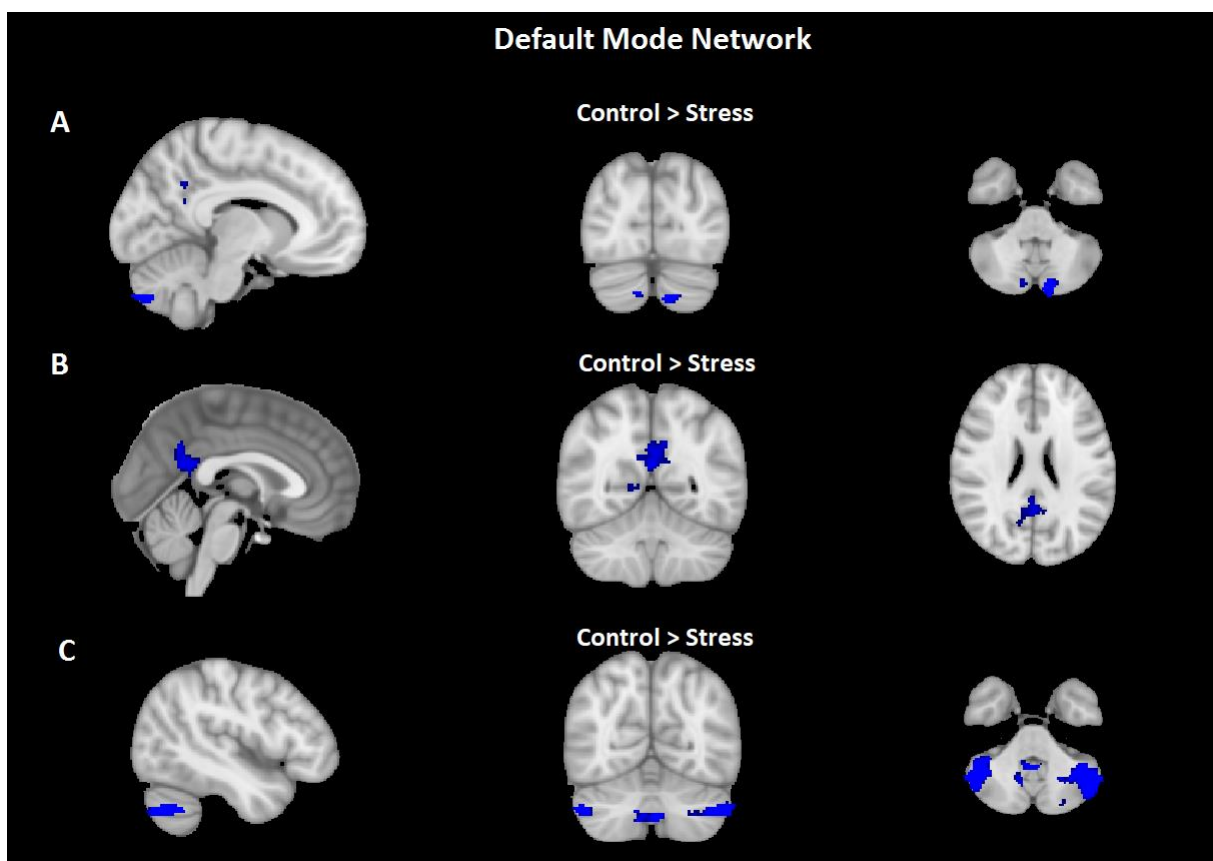 Default Mode Network
A
Control > Stress
B
Control > Stress
C
Control > Stress